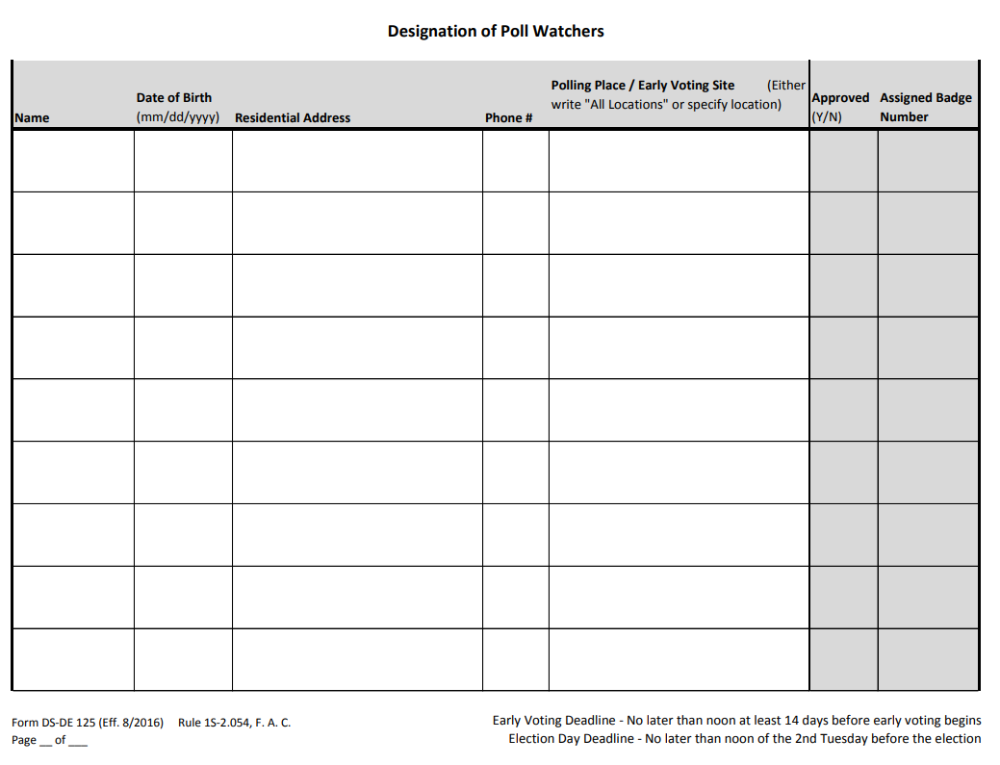 Designation of Poll Watchers
Name
Date of Birth
(mm/dd/yyyy)
Residential Address
Phone #
Polling Place / Early Voting Site (Either
write "All Locations" or specify location)
Approved
(Y/N)
Assigned Badge
Number
Form DS-DE 125 (Eff. 8/2016) Rule 1S-2.054, F. A. C.
Page __ of ___
Early Voting Deadline - No later than noon at least 14 days before early voting begins
Election Day Deadline - No later than noon of the 2nd Tuesday before the election